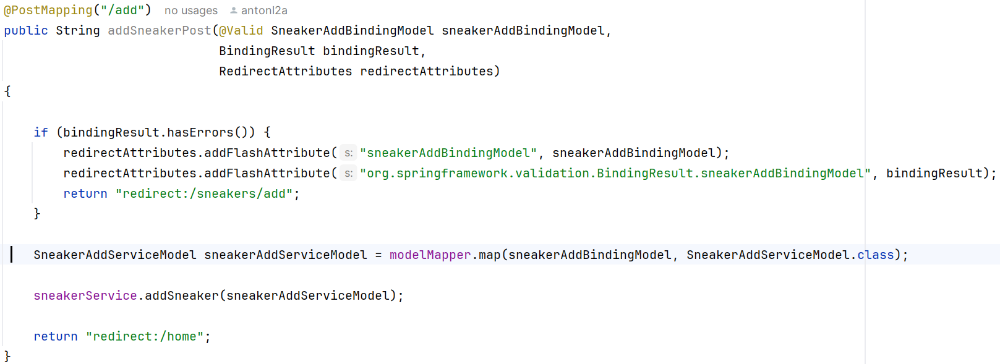 @PostMapping("/add") no usages antonl2a
public String addSneakerPost(@Valid SneakerAddBindingModel sneakerAddBindingModel,
BindingResult bindingResult,
RedirectAttributes redirectAttributes)
{
if (bindingResult.hasErrors()) {
redirectAttributes.addFlashAttribute( s: "sneakerAddBindingModel", sneakerAddBindingModel);
redirectAttributes.addFlashAttribute( s: "org.springframework.validation.BindingResult.sneakerAddBindingModel", bindingResult);
return "redirect:/sneakers/add";
}
SneakerAddServiceModel sneakerAddServiceModel = modelMapper.map(sneakerAddBindingModel, SneakerAddServiceModel.class);
sneakerService.addSneaker(sneakerAddServiceModel);
return "redirect:/home";
}